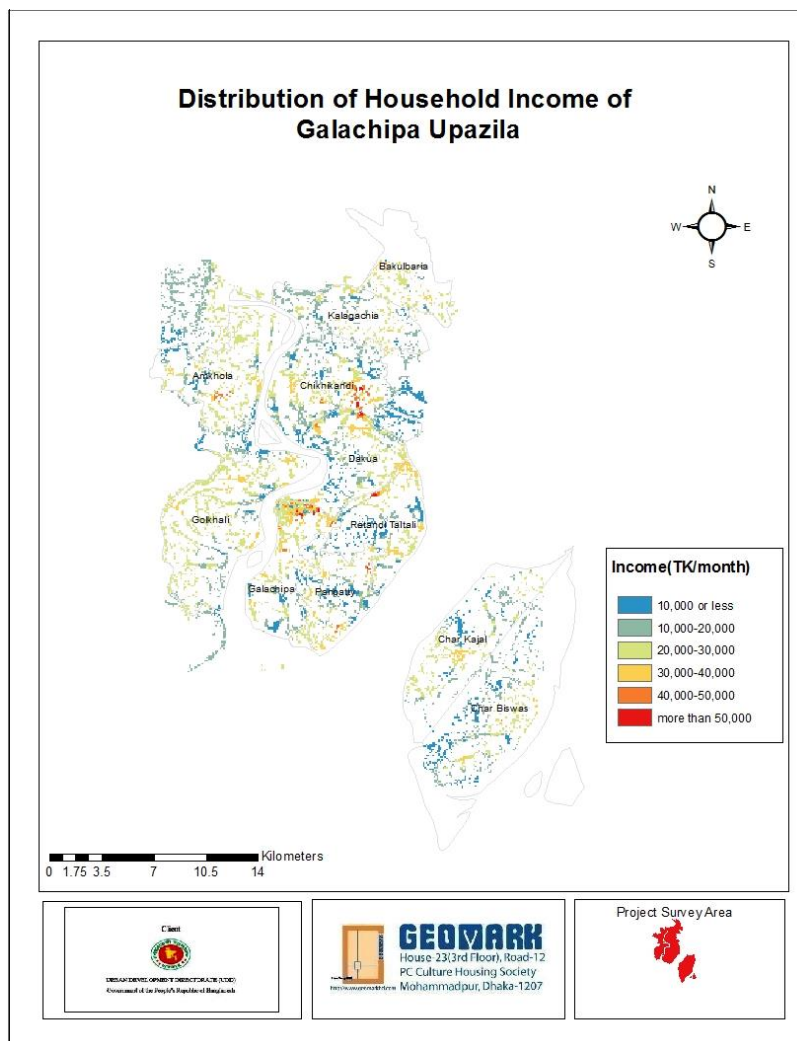 Distribution of Household Income of
Galachipa Upazila
N
W
E
S
Bakulbaria
Kalagachia
Amkhola
Chiknikandi
Dakua
Golkhali
Ratandi Taltali
Galachipa
Panpatty
Char Kajal
Char Biswas
Income(TK/month)
10,000 or less
10,000-20,000
20,000-30,000
30,000-40,000
40,000-50,000
more than 50,000
Kilometers
0 1.75 3.5 7 10.5 14
Client
URBAN DEVELOPMENT DIRECTORATE (UDD)
Government of the People's Republic of Bangladesh
GEOMARK
House-23(3rd Floor), Road-12
PC Culture Housing Society
Mohammadpur, Dhaka-1207
Project Survey Area